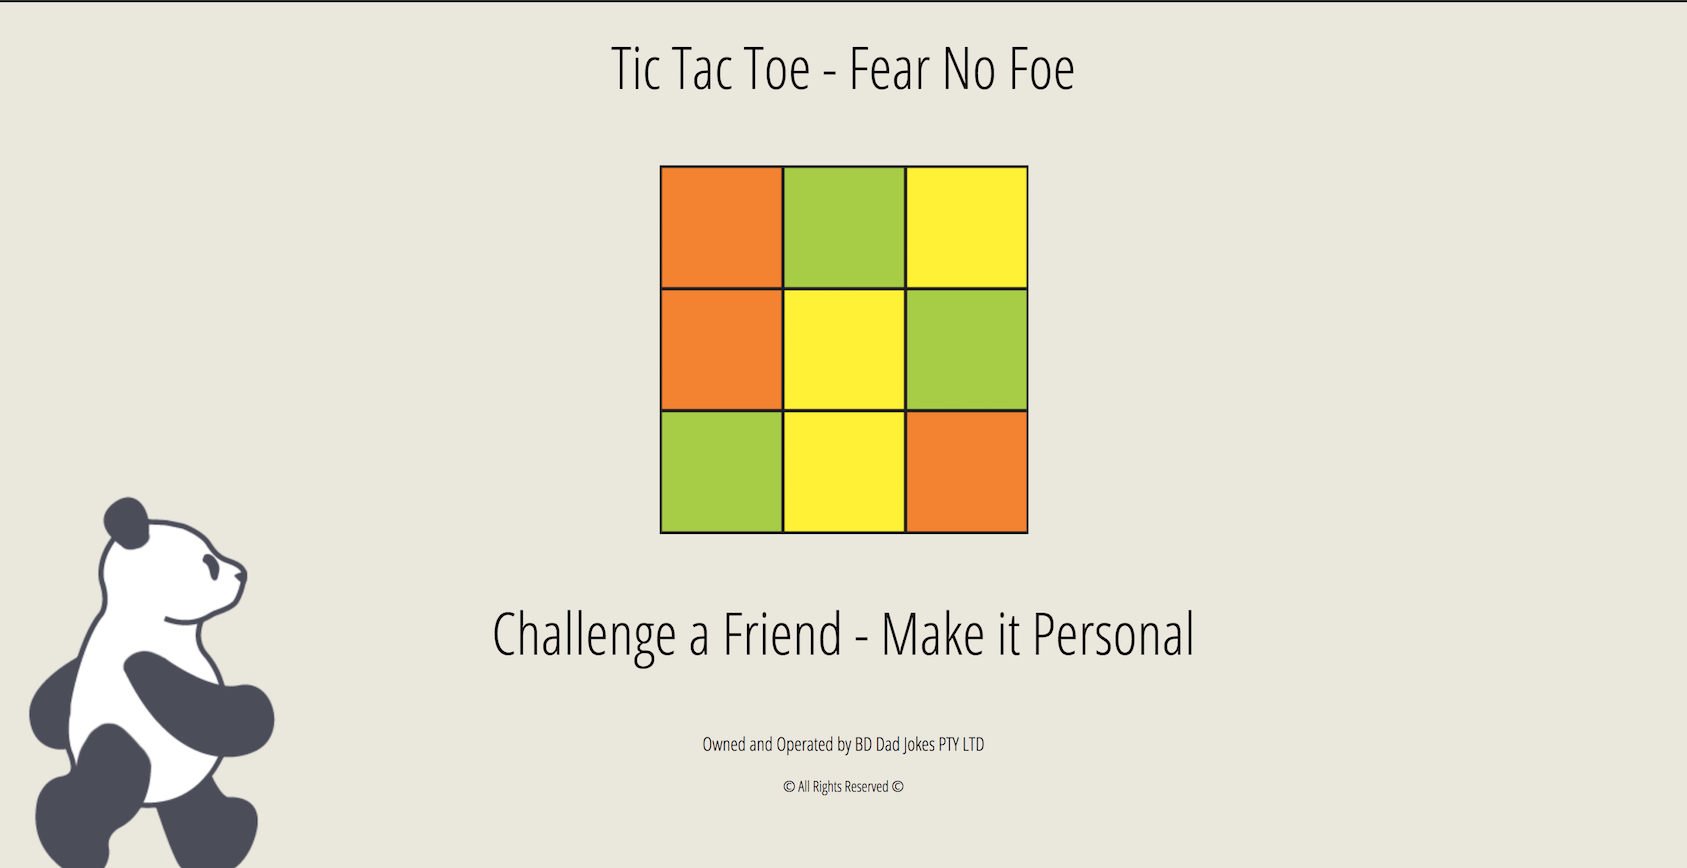 Tic Tac Toe - Fear No Foe
Challenge a Friend - Make it Personal
Owned and Operated by BD Dad Jokes PTY LTD
© All Rights Reserved ©